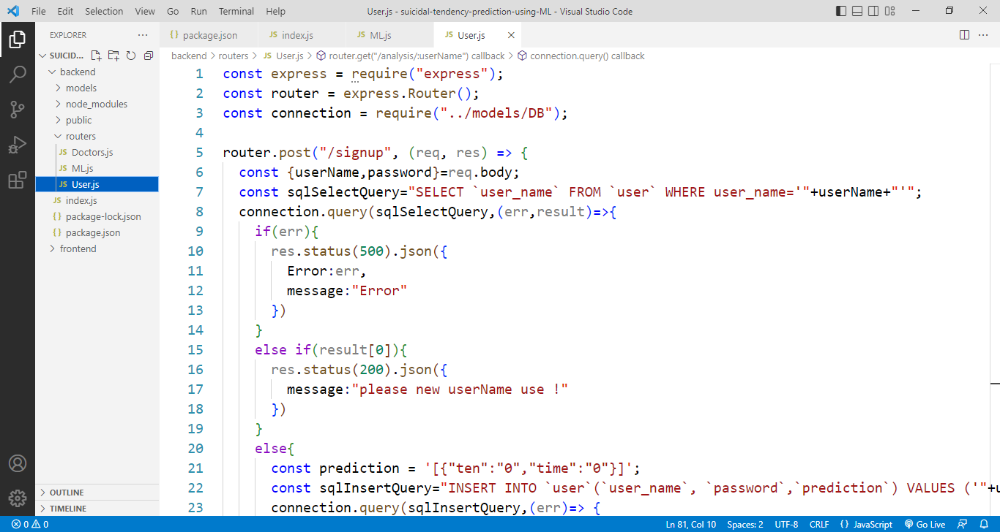 File Edit Selection View Go Run Terminal Help User.js - suicidal-tendency-prediction-using-ML - Visual Studio Code
EXPLORER ···
{} package.json JS index.js JS ML.js JS User.js ×
SUICID...
backend > routers > JS User.js > router.get("/analysis/:userName") callback > connection.query() callback
backend
models
node_modules
public
routers
JS Doctors.js
JS ML.js
JS User.js
JS index.js
{} package-lock.json
{} package.json
frontend
OUTLINE
TIMELINE
1 const express = require("express");
2 const router = express.Router();
3 const connection = require("../models/DB");
4
5 router.post("/signup", (req, res) => {
6 const {userName,password}=req.body;
7 const sqlSelectQuery="SELECT `user_name` FROM `user` WHERE user_name='"+userName+"'";
8 connection.query(sqlSelectQuery,(err,result)=>{
9 if(err){
10 res.status(500).json({
11 Error:err,
12 message:"Error"
13 })
14 }
15 else if(result[0]){
16 res.status(200).json({
17 message:"please new userName use !"
18 })
19 }
20 else{
21 const prediction = '[{"ten":"0","time":"0"}]';
22 const sqlInsertQuery="INSERT INTO `user`(`user_name`, `password`,`prediction`) VALUES ('"+u
23 connection.query(sqlInsertQuery,(err)=> {
0 0 Ln 81, Col 10 Spaces: 2 UTF-8 CRLF {} JavaScript Go Live